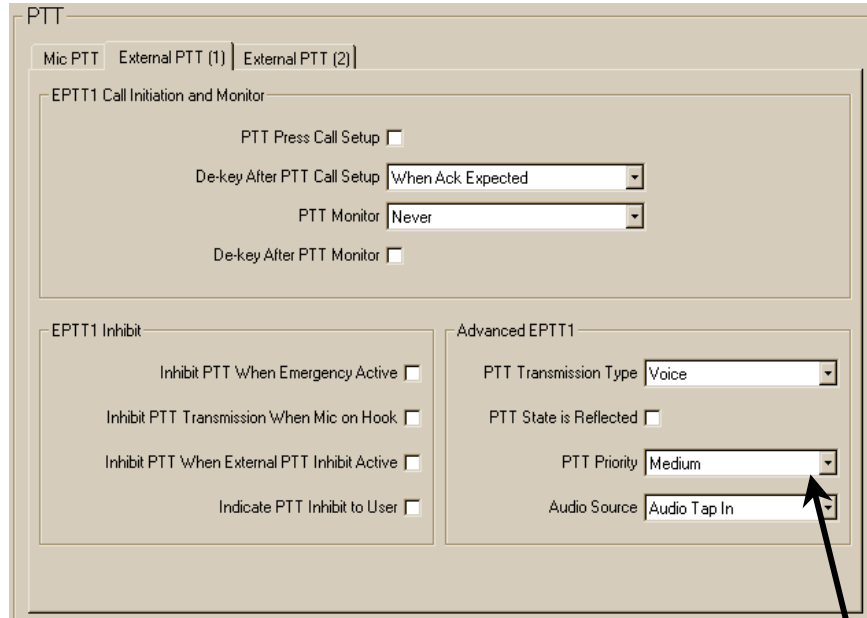 PTT
Mic PTT External PTT (1) External PTT (2)
EPTT1 Call Initiation and Monitor
PTT Press Call Setup
De-key After PTT Call Setup When Ack Expected
PTT Monitor Never
De-key After PTT Monitor
EPTT1 Inhibit
Inhibit PTT When Emergency Active
Inhibit PTT Transmission When Mic on Hook
Inhibit PTT When External PTT Inhibit Active
Indicate PTT Inhibit to User
Advanced EPTT1
PTT Transmission Type Voice
PTT State is Reflected
PTT Priority Medium
Audio Source Audio Tap In